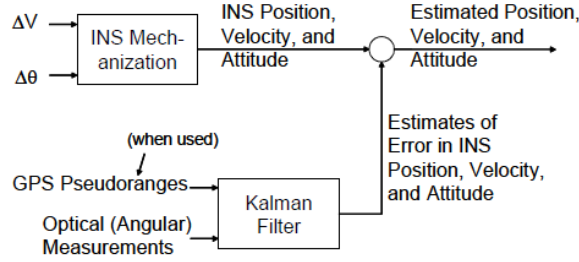 ΔV
Δθ
INS Mech-
anization
INS Position,
Velocity, and
Attitude
Estimated Position,
Velocity, and
Attitude
Estimates of
Error in INS
Position, Velocity,
and Attitude
(when used)
GPS Pseudoranges
Optical (Angular)
Measurements
Kalman
Filter